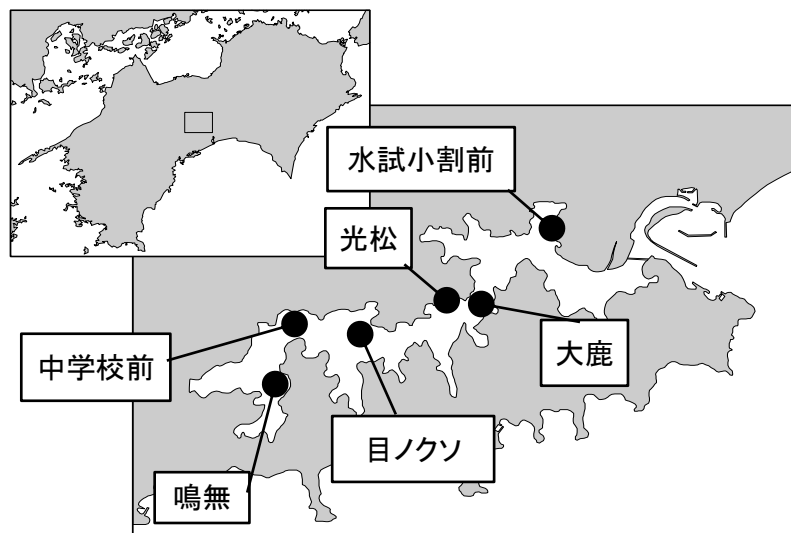 水試小割前
光松
中学校前
大鹿
目ノクソ
鳴無